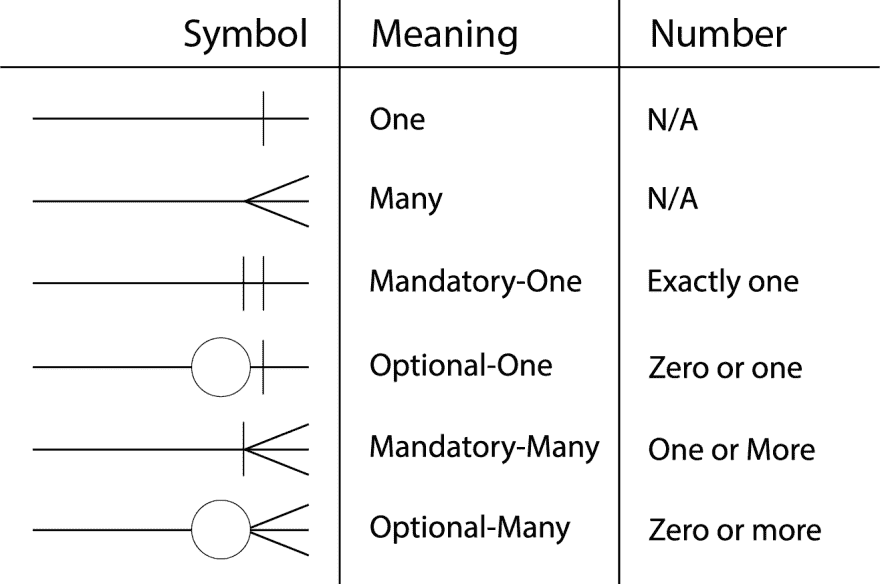 Symbol Meaning Number
One N/A
Many N/A
Mandatory-One Exactly one
Optional-One Zero or one
Mandatory-Many One or More
Optional-Many Zero or more